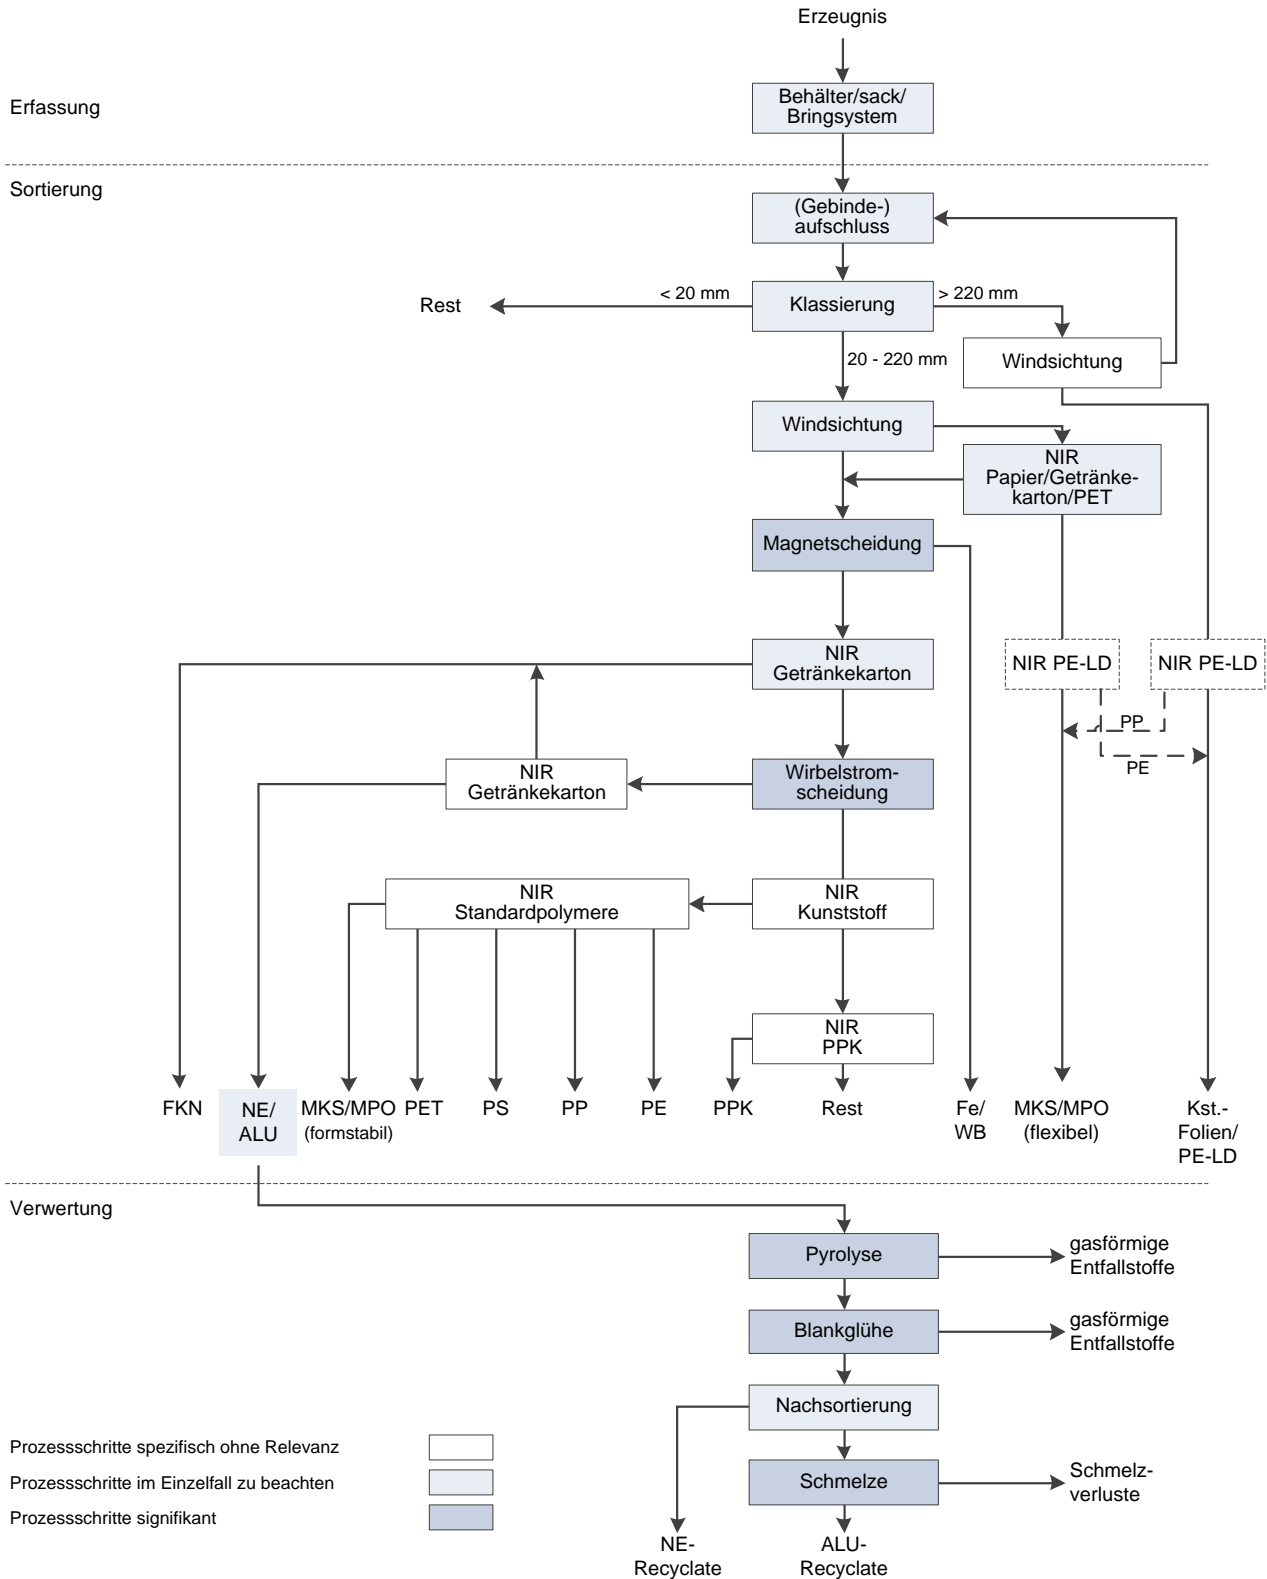 Erzeugnis
Erfassung
Behälter/sack/
Bringsystem
Sortierung
(Gebinde-)
aufschluss
Rest
< 20 mm
Klassierung
> 220 mm
20 - 220 mm
Windsichtung
Windsichtung
NIR
Papier/Getränke-
karton/PET
Magnetscheidung
NIR
Getränkekarton
NIR PE-LD
NIR PE-LD
PP
PE
NIR
Getränkekarton
Wirbelstrom-
scheidung
NIR
Standardpolymere
NIR
Kunststoff
NIR
PPK
FKN
NE/
ALU
MKS/MPO
(formstabil)
PET
PS
PP
PE
PPK
Rest
Fe/
WB
MKS/MPO
(flexibel)
Kst.-
Folien/
PE-LD
Verwertung
Pyrolyse
gasförmige
Entfallstoffe
Blankglühe
gasförmige
Entfallstoffe
Nachsortierung
Schmelze
Schmelz-
verluste
NE-
Recyclate
ALU-
Recyclate
Prozessschritte spezifisch ohne Relevanz
Prozessschritte im Einzelfall zu beachten
Prozessschritte signifikant